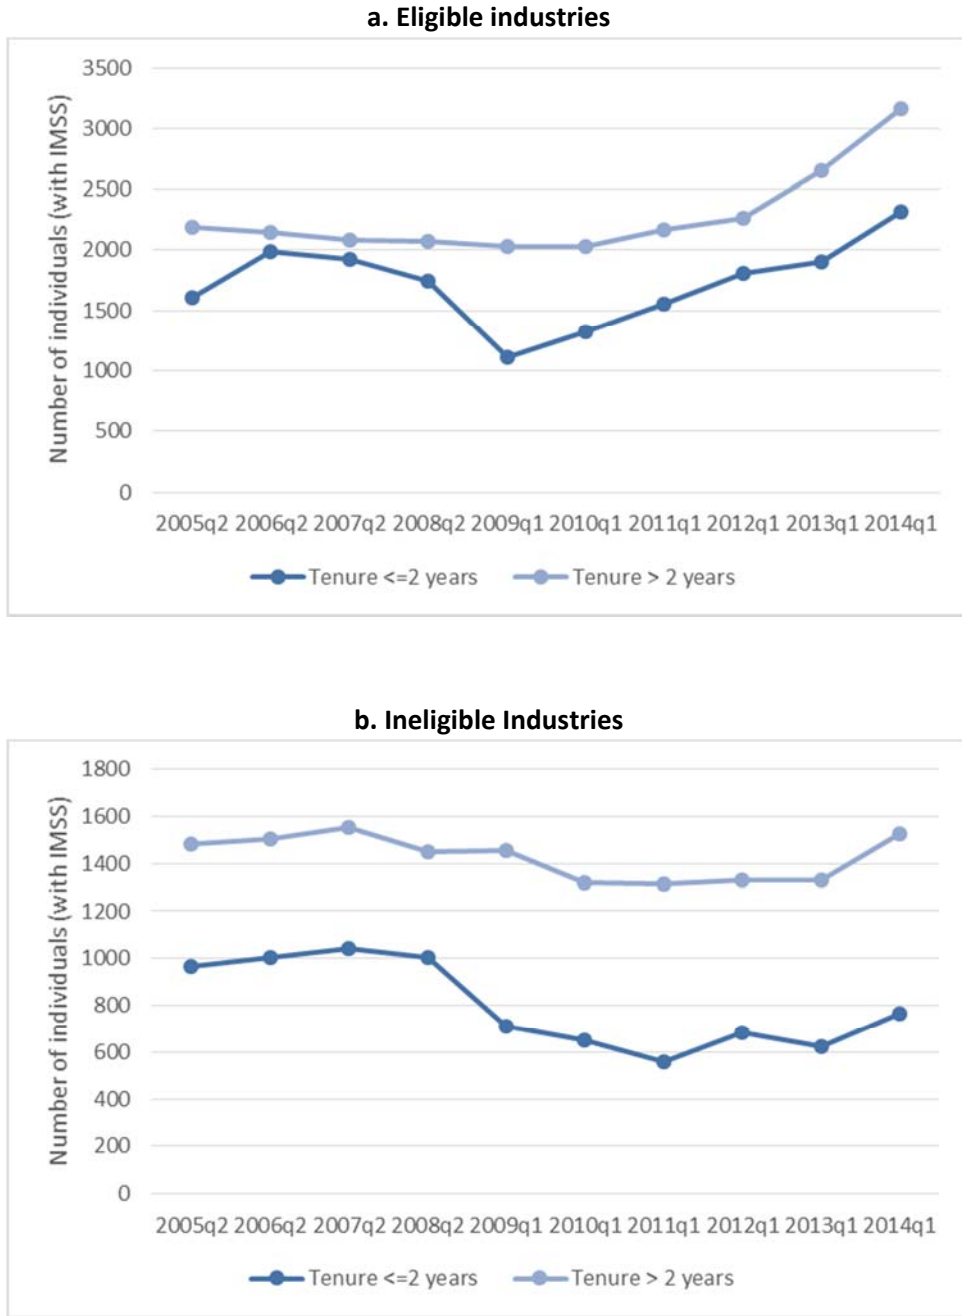 a. Eligible industries
Number of individuals (with IMSS)
3500
3000
2500
2000
1500
1000
500
0
2005q2 2006q2 2007q2 2008q2 2009q1 2010q1 2011q1 2012q1 2013q1 2014q1
Tenure <=2 years Tenure > 2 years
b. Ineligible Industries
Number of individuals (with IMSS)
1800
1600
1400
1200
1000
800
600
400
200
0
2005q2 2006q2 2007q2 2008q2 2009q1 2010q1 2011q1 2012q1 2013q1 2014q1
Tenure <=2 years Tenure > 2 years